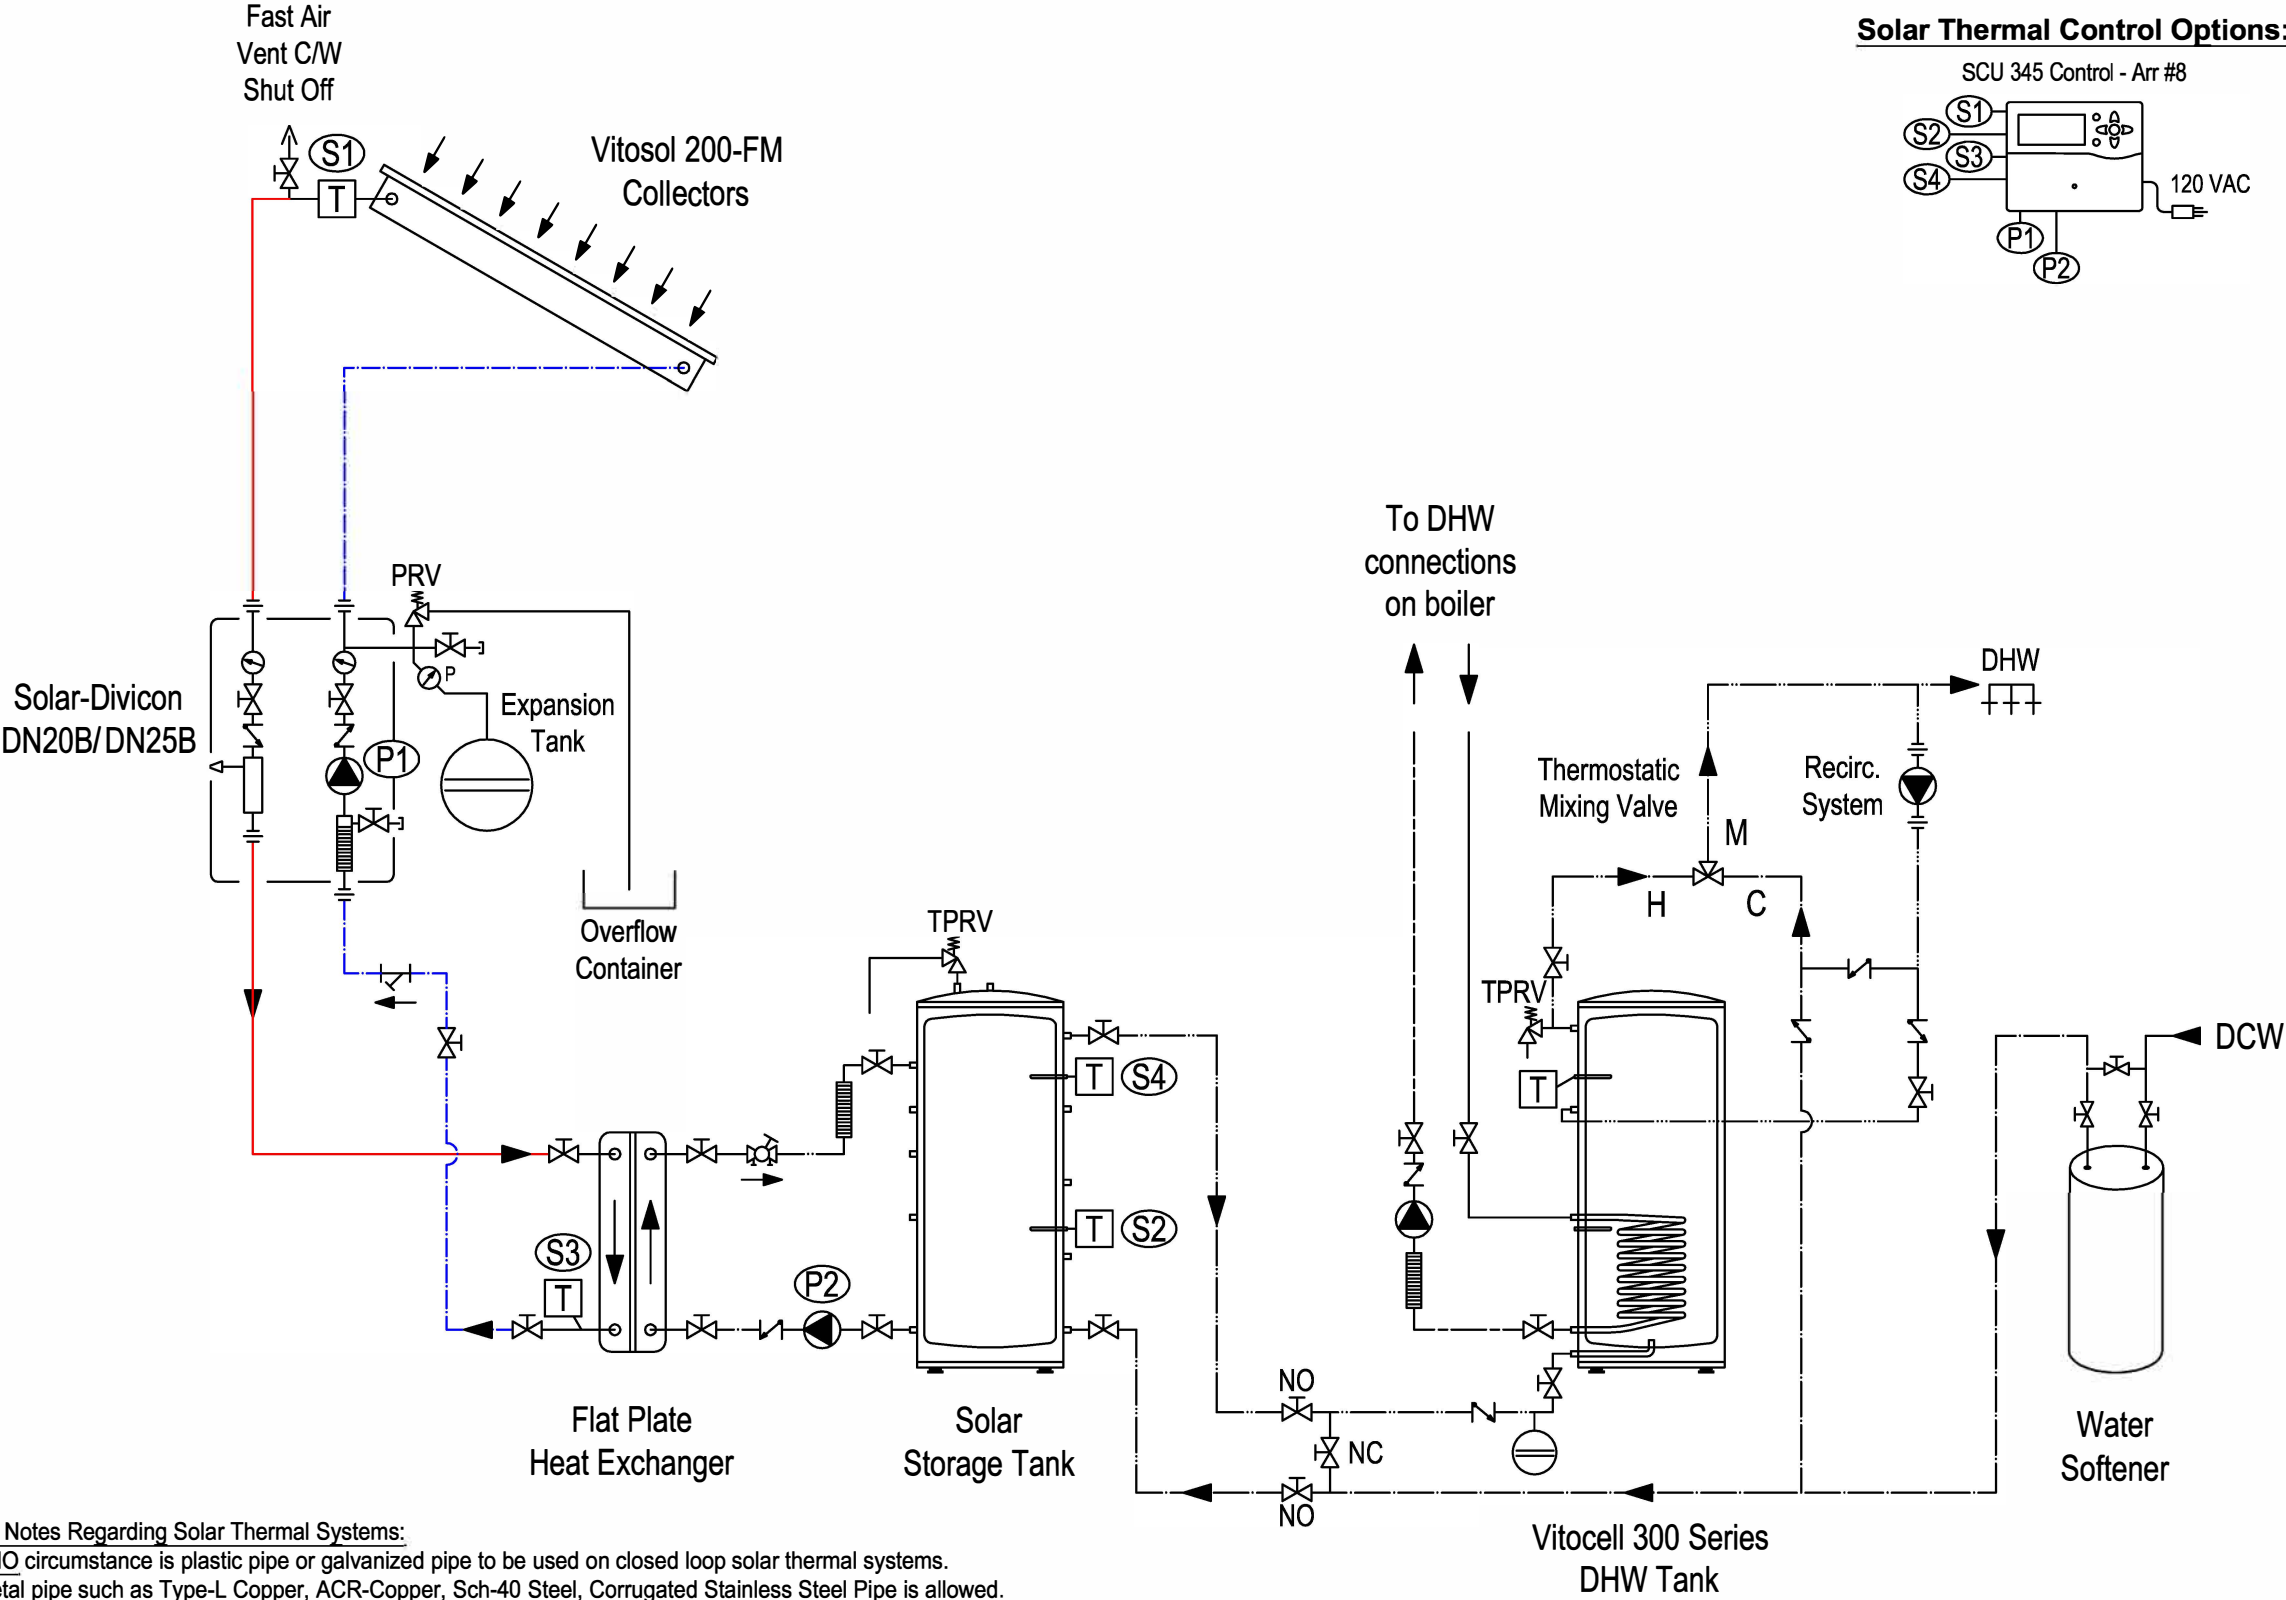 Fast Air
Vent C/W
Shut Off
Solar Thermal Control Options:
SCU 345 Control - Arr #8
S1
S2
S3
S4
120 VAC
P1
P2
S1
T
Vitosol 200-FM
Collectors
To DHW
connections
on boiler
PRV
P
Solar-Divicon
DN20B/ DN25B
P1
Expansion
Tank
Overflow
Container
DHW
Thermostatic
Mixing Valve
Recirc.
System
M
H
C
TPRV
TPRV
T
S4
T
DCW
T
S2
S3
T
P2
NO
NC
NO
Flat Plate
Heat Exchanger
Solar
Storage Tank
Water
Softener
Vitocell 300 Series
DHW Tank
Notes Regarding Solar Thermal Systems:
circumstance is plastic pipe or galvanized pipe to be used on closed loop solar thermal systems.
pipe such as Type-L Copper, ACR-Copper, Sch-40 Steel, Corrugated Stainless Steel Pipe is allowed.